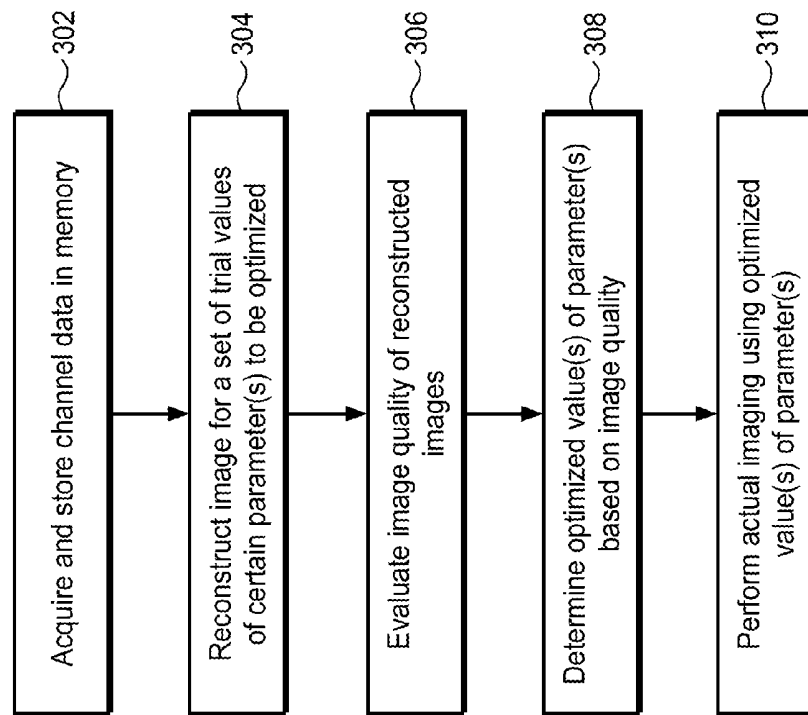 302
Acquire and store channel data in memory
304
Reconstruct image for a set of trial values
of certain parameter(s) to be optimized
306
Evaluate image quality of reconstructed
images
308
Determine optimized value(s) of parameter(s)
based on image quality
310
Perform actual imaging using optimized
value(s) of parameter(s)